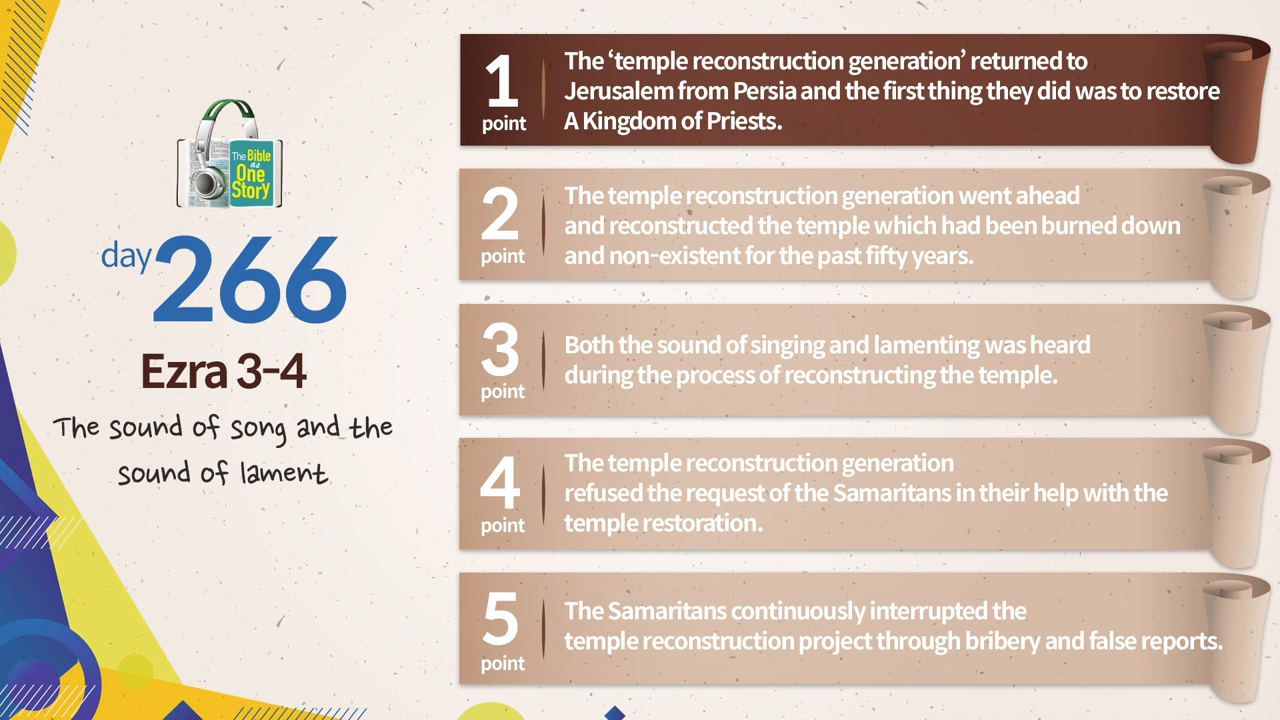 The Bible
as
One
Story
day 266
Ezra 3-4
The sound of song and the
sound of lament
1
point
The ‘temple reconstruction generation’ returned to
Jerusalem from Persia and the first thing they did was to restore
A Kingdom of Priests.
2
point
The temple reconstruction generation went ahead
and reconstructed the temple which had been burned down
and non-existent for the past fifty years.
3
point
Both the sound of singing and lamenting was heard
during the process of reconstructing the temple.
4
point
The temple reconstruction generation
refused the request of the Samaritans in their help with the
temple restoration.
5
point
The Samaritans continuously interrupted the
temple reconstruction project through bribery and false reports.